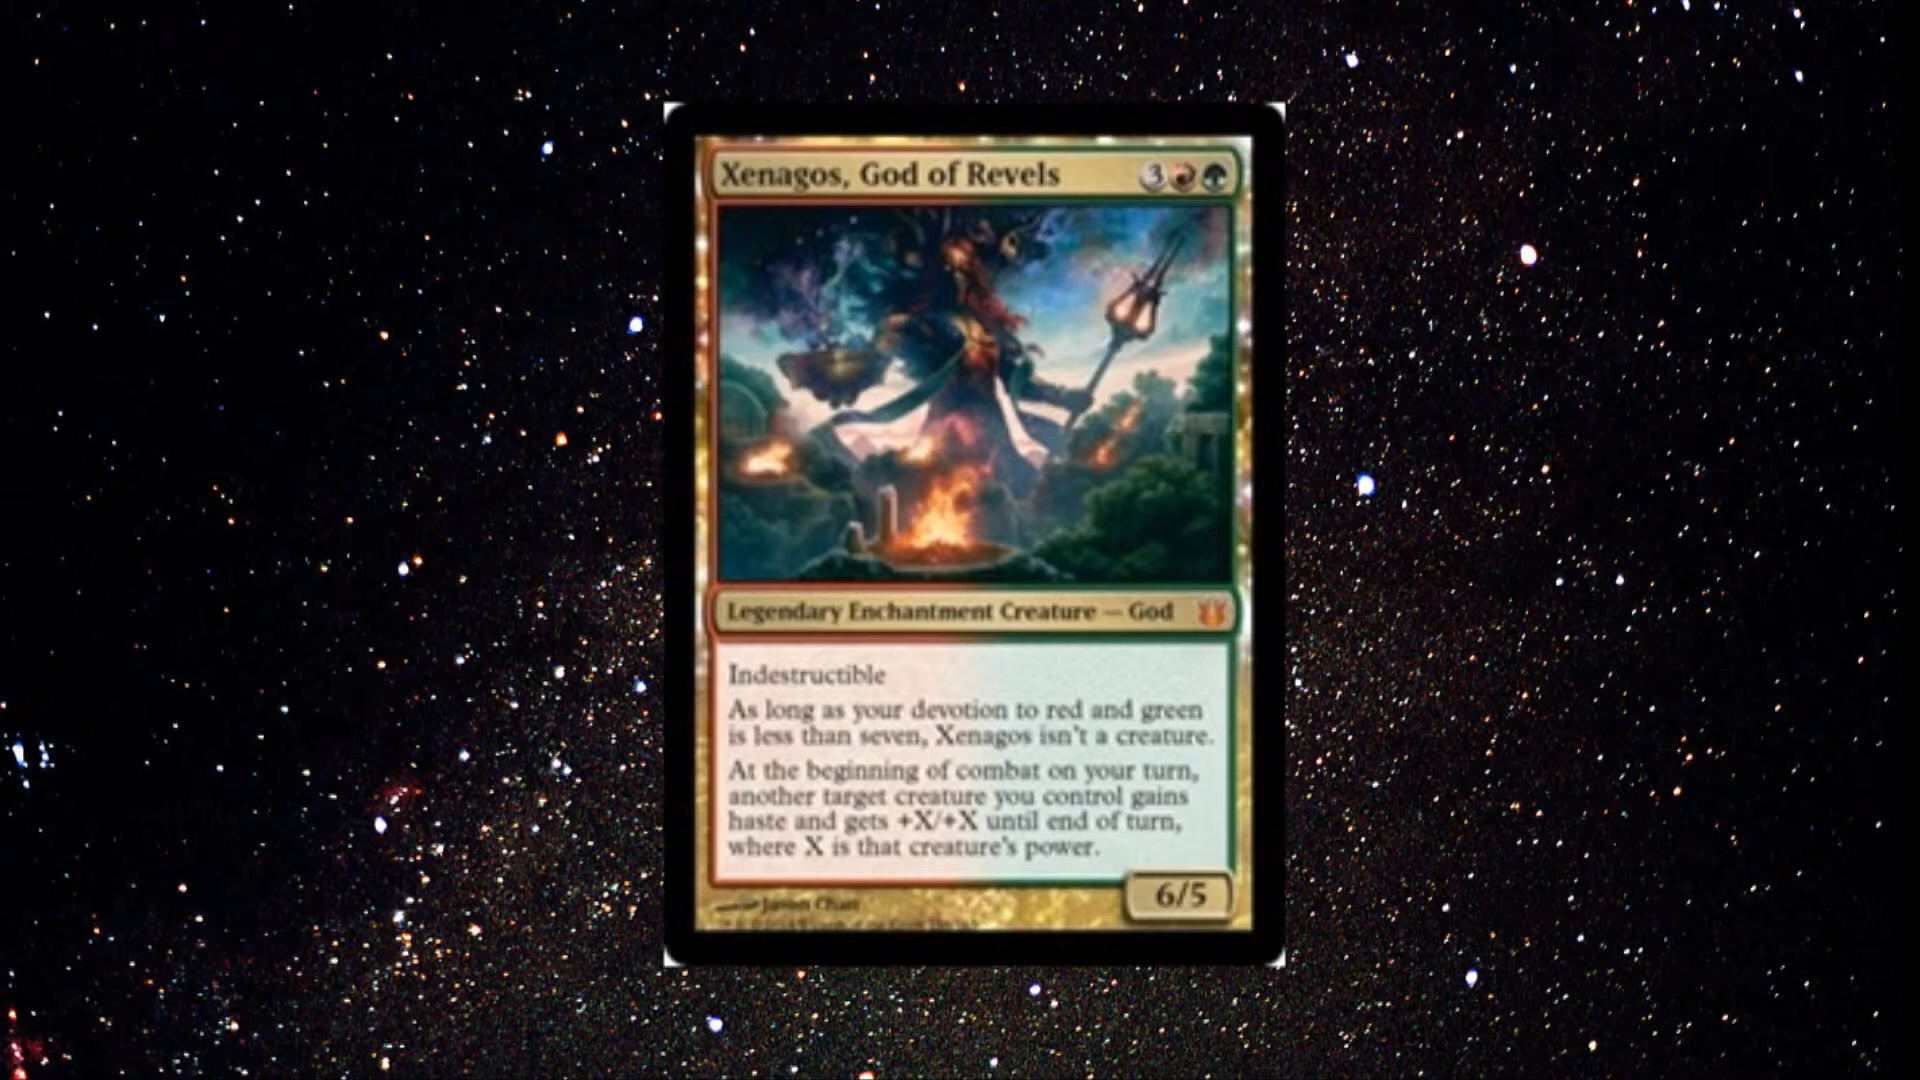 Xenagos, God of Revels 3
Legendary Enchantment Creature — God
Indestructible
As long as your devotion to red and green
is less than seven, Xenagos isn't a creature.
At the beginning of combat on your turn,
another target creature you control gains
haste and gets +X/+X until end of turn,
where X is that creature's power.
6/5
Jason Chan